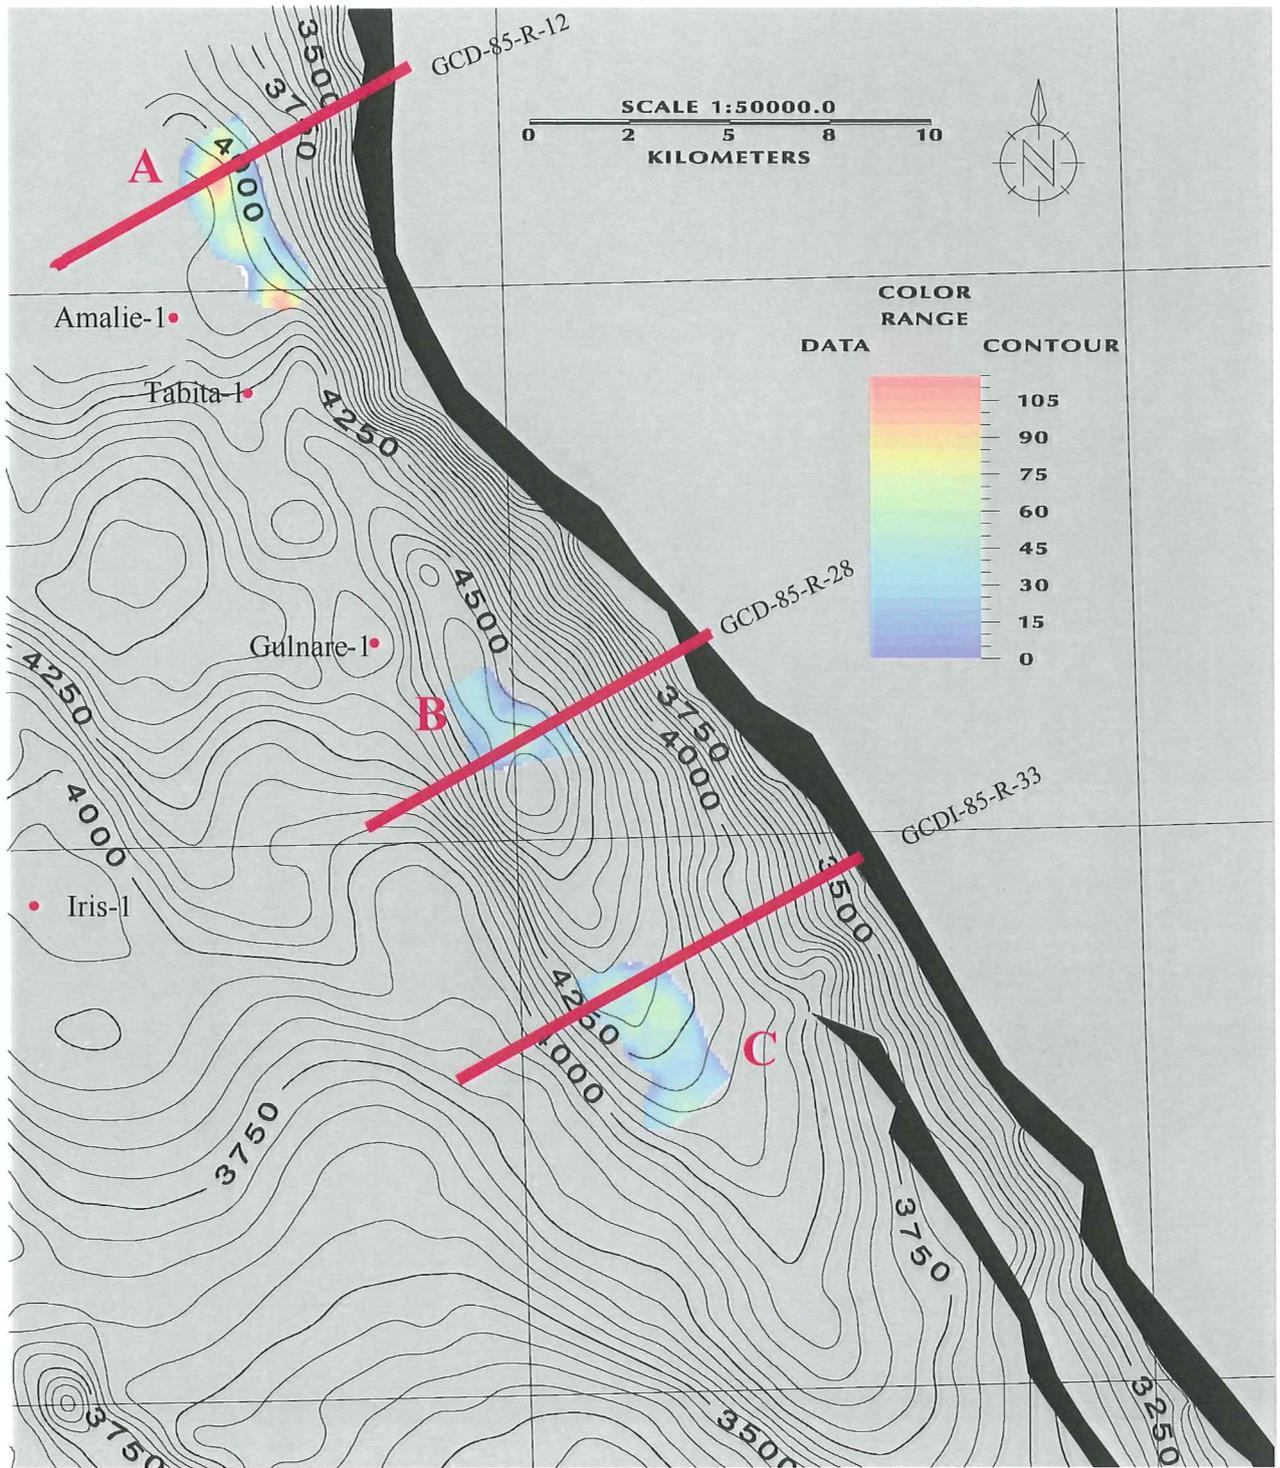 3500
GCD-85-R-12
3750
SCALE 1:50000.0
0 2 5 8 10
KILOMETERS
N
A
4000
COLOR
RANGE
DATA CONTOUR
Amalie-1
Tabita-1
105
90
75
60
45
30
15
0
4250
4500
GCD-85-R-28
Gulnare-1
4250
B
3750
4000
GCDI-85-R-33
4000
3500
Iris-1
4250
C
4000
3750
3750
3250
3750
3500